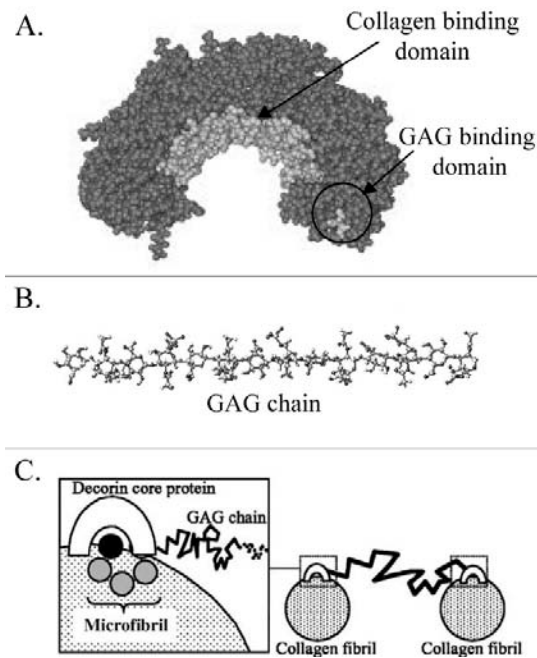 A.
Collagen binding
domain
GAG binding
domain
B.
GAG chain
C.
Decorin core protein
GAG chain
Microfibril
Collagen fibril
Collagen fibril